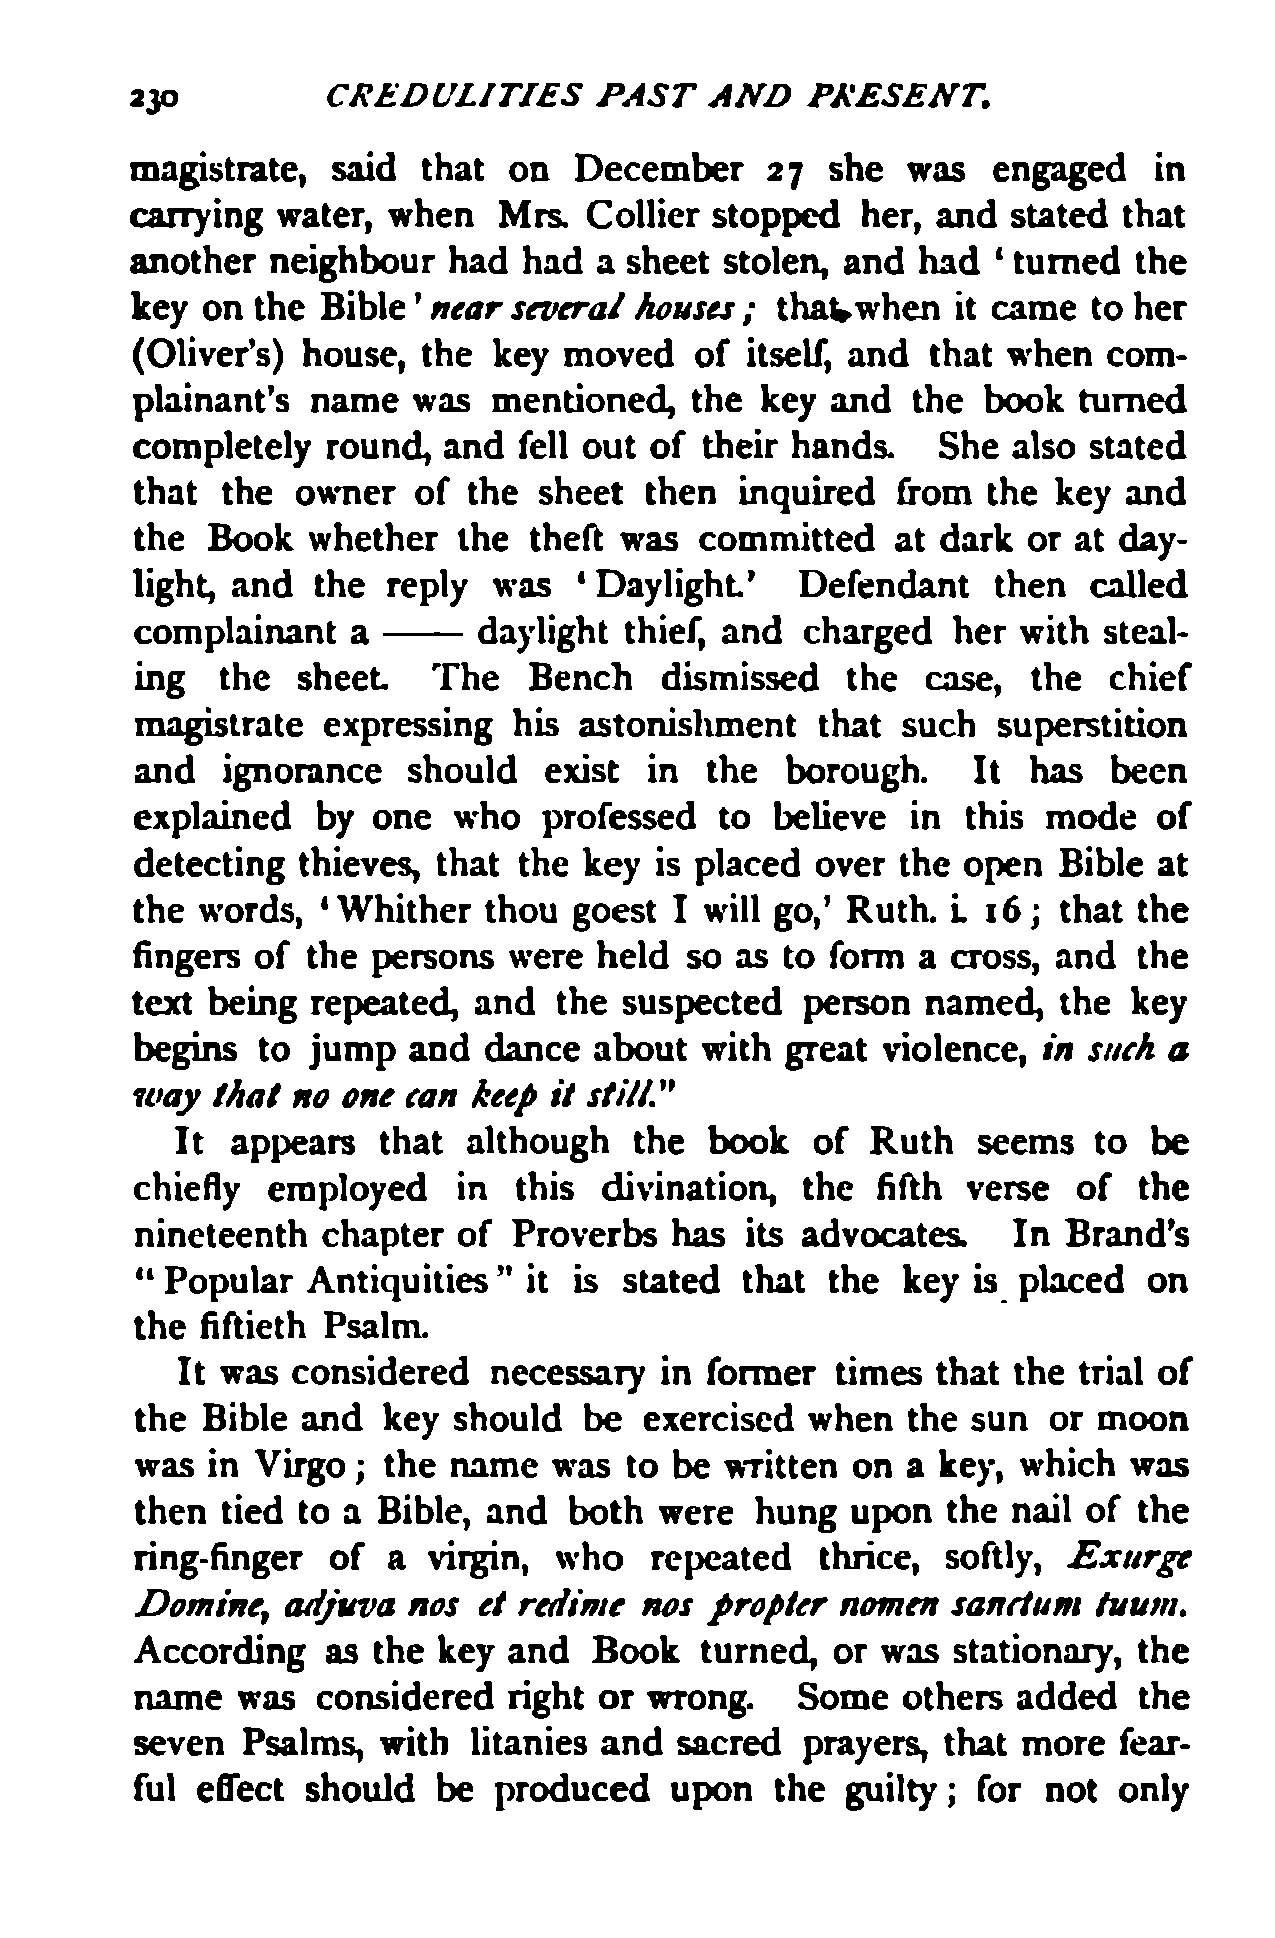 230 CREDULITIES PAST AND PRESENT.
magistrate, said that on December 27 she was engaged in
carrying water, when Mrs. Collier stopped her, and stated that
another neighbour had had a sheet stolen, and had ‘turned the
key on the Bible’ near several houses; that when it came to her
(Oliver’s) house, the key moved of itself, and that when com-
plainant’s name was mentioned, the key and the book turned
completely round, and fell out of their hands. She also stated
that the owner of the sheet then inquired from the key and
the Book whether the theft was committed at dark or at day-
light, and the reply was ‘Daylight.’ Defendant then called
complainant a —— daylight thief, and charged her with steal-
ing the sheet. The Bench dismissed the case, the chief
magistrate expressing his astonishment that such superstition
and ignorance should exist in the borough. It has been
explained by one who professed to believe in this mode of
detecting thieves, that the key is placed over the open Bible at
the words, ‘Whither thou goest I will go,’ Ruth. i. 16; that the
fingers of the persons were held so as to form a cross, and the
text being repeated, and the suspected person named, the key
begins to jump and dance about with great violence, in such a
way that no one can keep it still."
It appears that although the book of Ruth seems to be
chiefly employed in this divination, the fifth verse of the
nineteenth chapter of Proverbs has its advocates. In Brand’s
“Popular Antiquities” it is stated that the key is placed on
the fiftieth Psalm.
It was considered necessary in former times that the trial of
the Bible and key should be exercised when the sun or moon
was in Virgo; the name was to be written on a key, which was
then tied to a Bible, and both were hung upon the nail of the
ring-finger of a virgin, who repeated thrice, softly, Exurge
Domine, adjuva nos et redime nos propter nomen sanctum tuum.
According as the key and Book turned, or was stationary, the
name was considered right or wrong. Some others added the
seven Psalms, with litanies and sacred prayers, that more fear-
ful effect should be produced upon the guilty; for not only